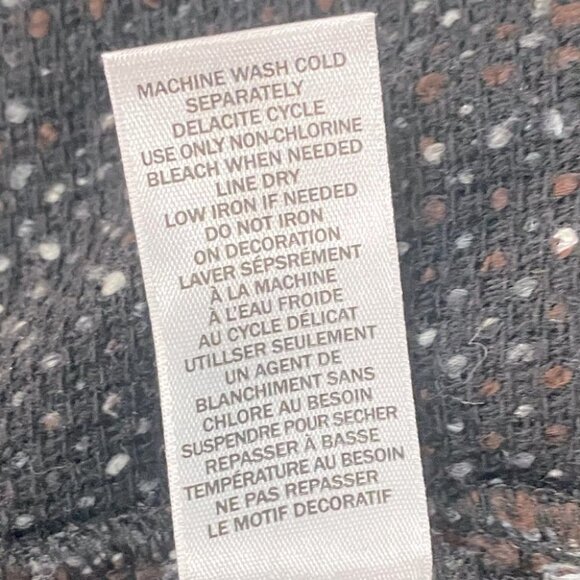 MACHINE WASH COLD
SEPARATELY
DELACITE CYCLE
USE ONLY NON-CHLORINE
BLEACH WHEN NEEDED
LINE DRY
LOW IRON IF NEEDED
DO NOT IRON
ON DECORATION
LAVER SÉPSRÉMENT
À LA MACHINE
À L'EAU FROIDE
AU CYCLE DÉLICAT
UTILLSER SEULEMENT
UN AGENT DE
BLANCHIMENT SANS
CHLORE AU BESOIN
SUSPENDRE POUR SECHER
REPASSER À BASSE
TEMPÉRATURE AU BESOIN
NE PAS REPASSER
LE MOTIF DECORATIF